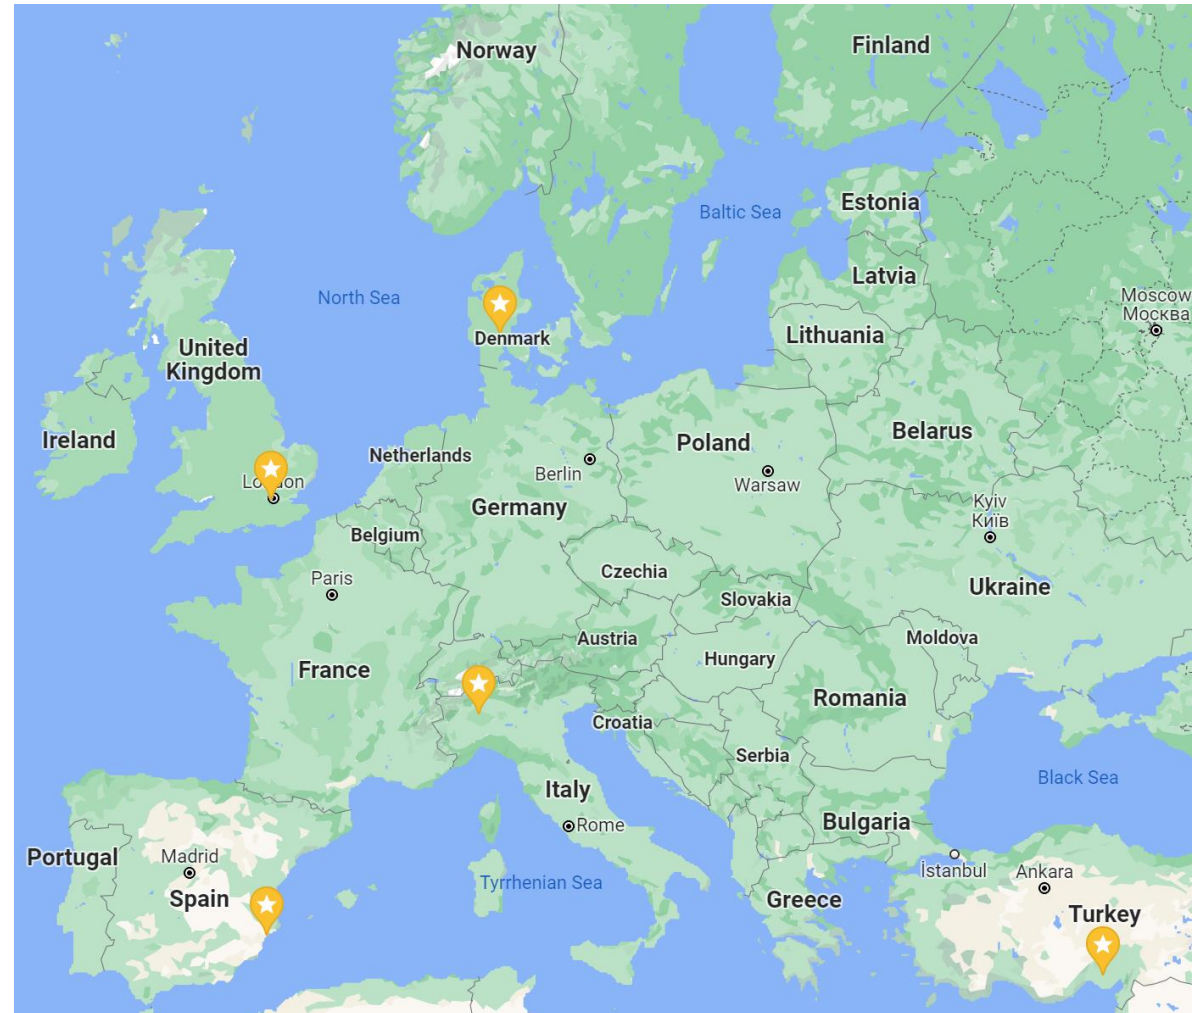 Norway
Finland
Estonia
Baltic Sea
Latvia
North Sea
Moscow
Москва
Denmark
Lithuania
United
Kingdom
Ireland
Netherlands
Belarus
Poland
Berlin
London
Warsaw
Germany
Kyiv
Київ
Belgium
Czechia
Paris
Ukraine
Slovakia
Austria
Moldova
Hungary
France
Romania
Croatia
Serbia
Black Sea
Italy
Rome
Bulgaria
Portugal
Madrid
İstanbul
Ankara
Tyrrhenian Sea
Spain
Greece
Turkey